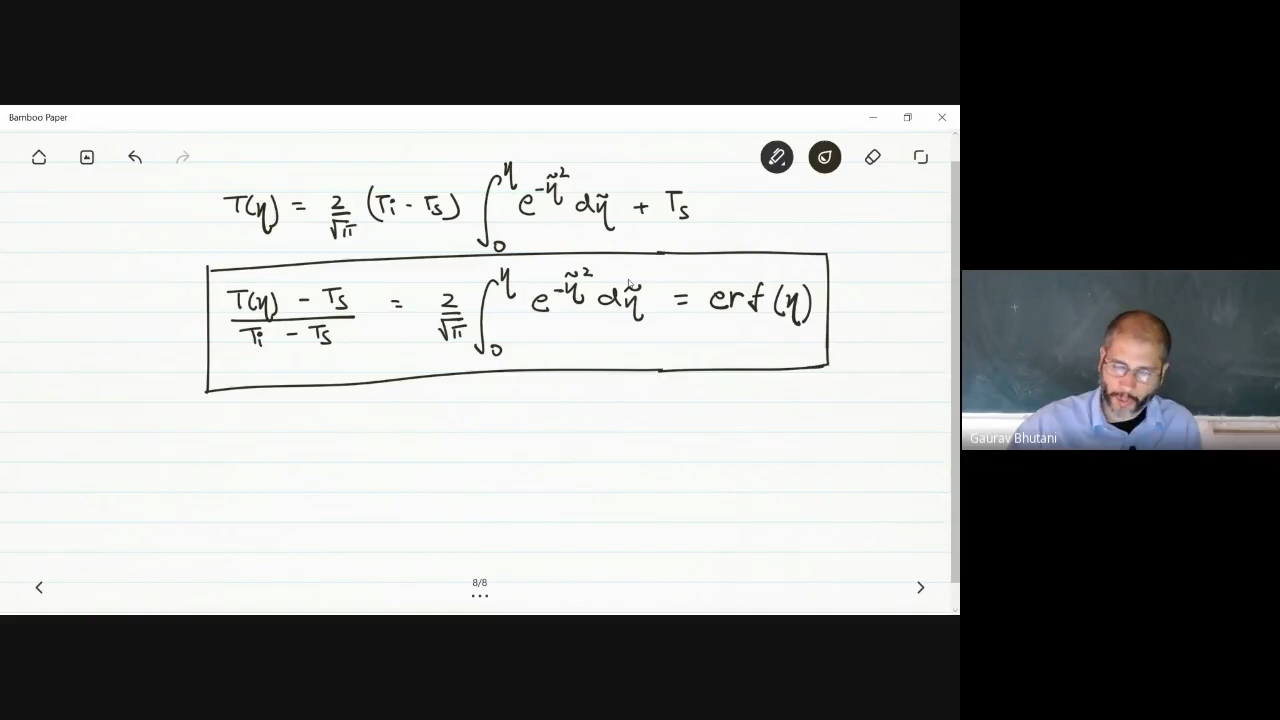 Bamboo Paper
T(η) = 2/√π (Ti - Ts) ∫₀^η e^(-η̃²) dη̃ + Ts
(T(η) - Ts)/(Ti - Ts) = 2/√π ∫₀^η e^(-η̃²) dη̃ = erf(η)
Gaurav Bhutani
8/8